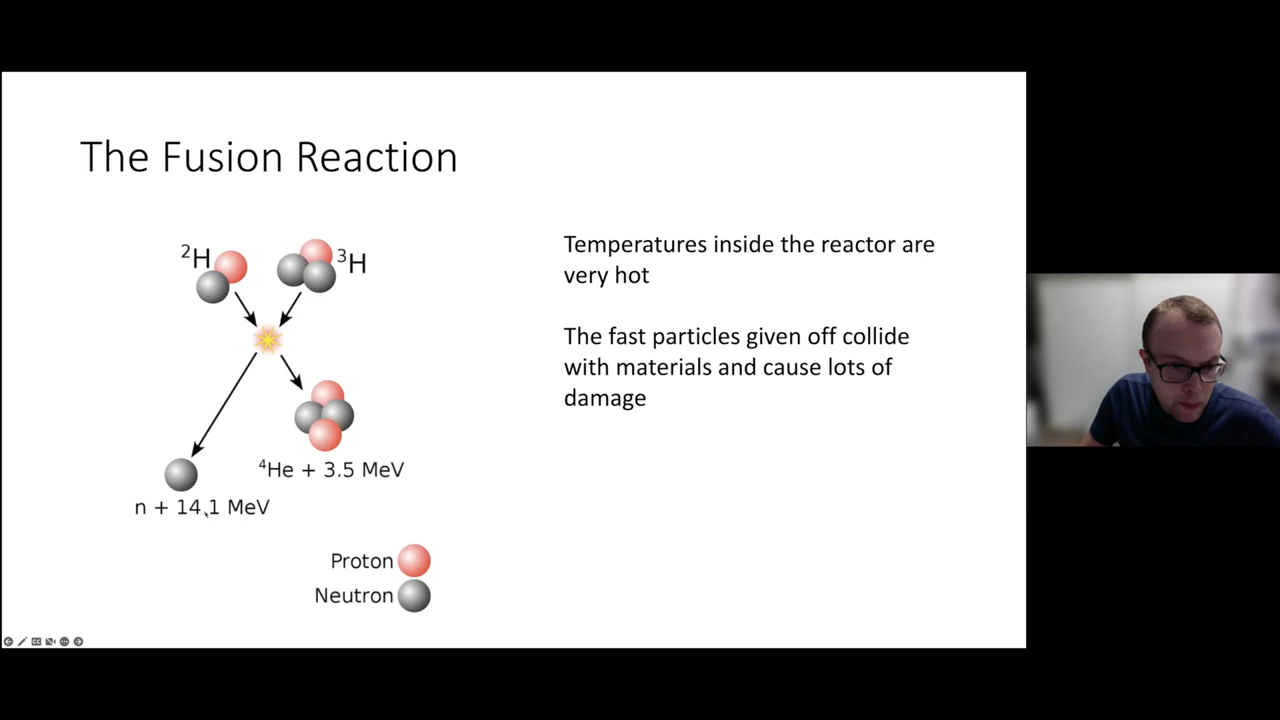 The Fusion Reaction
²H
³H
⁴He + 3.5 MeV
n + 14.1 MeV
Proton
Neutron
Temperatures inside the reactor are
very hot
The fast particles given off collide
with materials and cause lots of
damage